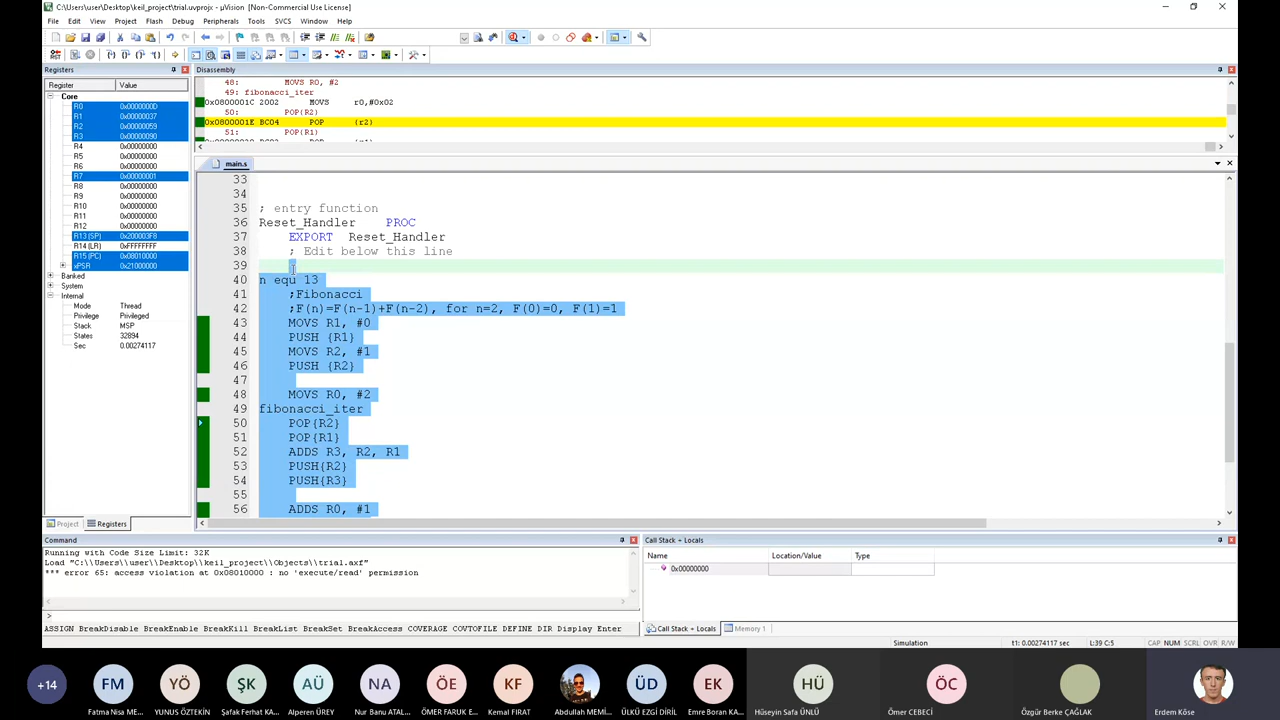 C:\Users\user\Desktop\keil_project\trial.uvprojx - µVision [Non-Commercial Use License]
File Edit View Project Flash Debug Peripherals Tools SVCS Window Help
Registers
Register Value
Core
R0 0x0000000D
R1 0x00000037
R2 0x00000059
R3 0x00000090
R4 0x00000000
R5 0x00000000
R6 0x00000000
R7 0x00000001
R8 0x00000000
R9 0x00000000
R10 0x00000000
R11 0x00000000
R12 0x00000000
R13 (SP) 0x200003F8
R14 (LR) 0xFFFFFFFF
R15 (PC) 0x08010000
xPSR 0x21000000
Banked
System
Internal
Mode Thread
Privilege Privileged
Stack MSP
States 32894
Sec 0.00274117
Project Registers
Disassembly
48: MOVS R0, #2
49: fibonacci_iter
0x0800001C 2002 MOVS r0,#0x02
50: POP{R2}
0x0800001E BC04 POP {r2}
51: POP{R1}
main.s
33
34
35 ; entry function
36 Reset_Handler PROC
37 EXPORT Reset_Handler
38 ; Edit below this line
39
40 n equ 13
41 ;Fibonacci
42 ;F(n)=F(n-1)+F(n-2), for n=2, F(0)=0, F(1)=1
43 MOVS R1, #0
44 PUSH {R1}
45 MOVS R2, #1
46 PUSH {R2}
47
48 MOVS R0, #2
49 fibonacci_iter
50 POP{R2}
51 POP{R1}
52 ADDS R3, R2, R1
53 PUSH{R2}
54 PUSH{R3}
55
56 ADDS R0, #1
Command
Running with Code Size Limit: 32K
Load "C:\\Users\\user\\Desktop\\keil_project\\Objects\\trial.axf"
*** error 65: access violation at 0x08010000 : no 'execute/read' permission
>
ASSIGN BreakDisable BreakEnable BreakKill BreakList BreakSet BreakAccess COVERAGE COVTOFILE DEFINE DIR Display Enter
Call Stack + Locals
Name Location/Value Type
0x00000000
Call Stack + Locals Memory 1
Simulation t1: 0.00274117 sec L:39 C:5 CAP NUM SCRL OVR R/W
+14 FM YÖ ŞK AÜ NA ÖE KF ÜD EK HÜ ÖC
Fatma Nisa ME... YUNUS ÖZTEKİN Şafak Ferhat KA... Alperen ÜREY Nur Banu ATAL... ÖMER FARUK E... Kemal FIRAT Abdullah MEMİ... ÜLKÜ EZGİ DİRİL Emre Boran KA... Hüseyin Safa ÜNLÜ Ömer CEBECİ Özgür Berke ÇAĞLAK Erdem Köse